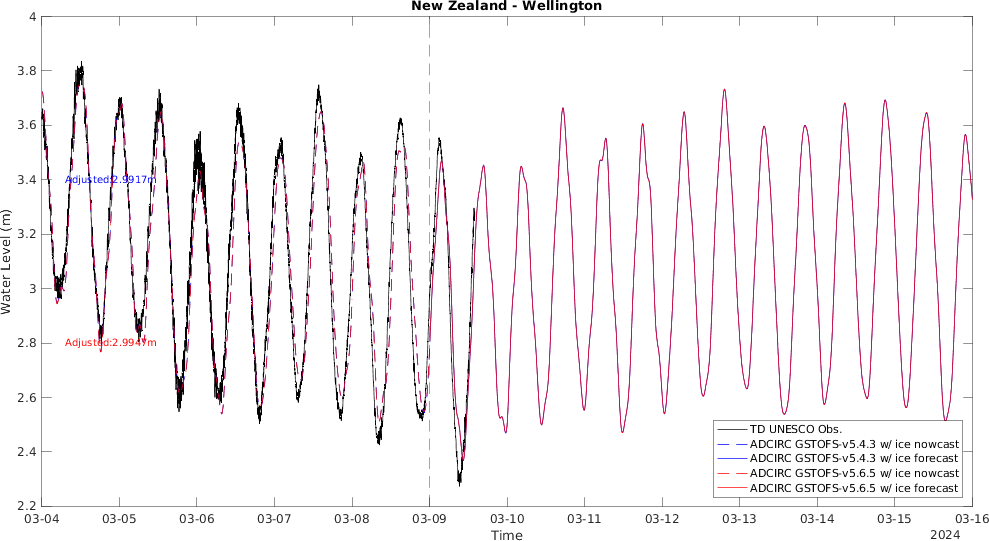 New Zealand - Wellington
4
3.8
3.6
3.4
3.2
3
2.8
2.6
2.4
2.2
Water Level (m)
Adjusted:2.9917m
Adjusted:2.9947m
TD UNESCO Obs.
ADCIRC GSTOFS-v5.4.3 w/ ice nowcast
ADCIRC GSTOFS-v5.4.3 w/ ice forecast
ADCIRC GSTOFS-v5.6.5 w/ ice nowcast
ADCIRC GSTOFS-v5.6.5 w/ ice forecast
03-04 03-05 03-06 03-07 03-08 03-09 03-10 03-11 03-12 03-13 03-14 03-15 03-16
Time
2024